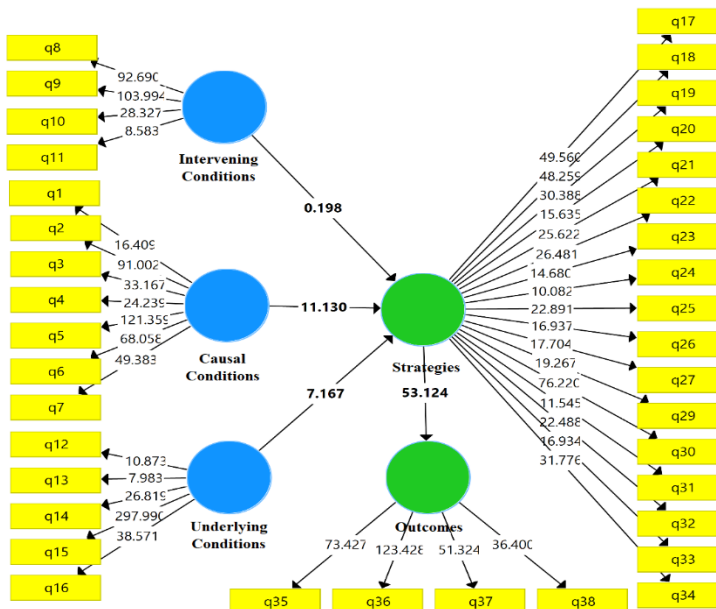 q8
q9
q10
q11
92.690
103.994
28.327
8.583
Intervening
Conditions
q1
q2
q3
q4
q5
q6
q7
16.409
91.002
33.167
24.239
121.359
68.058
49.383
Causal
Conditions
q12
q13
q14
q15
q16
10.873
7.983
26.819
297.990
38.571
Underlying
Conditions
0.198
11.130
7.167
Strategies
53.124
Outcomes
73.427
123.428
51.324
36.400
q35
q36
q37
q38
49.560
48.259
30.388
15.635
25.622
26.481
14.680
10.082
22.891
16.937
17.704
19.267
76.220
11.545
22.488
16.934
31.776
q17
q18
q19
q20
q21
q22
q23
q24
q25
q26
q27
q29
q30
q31
q32
q33
q34